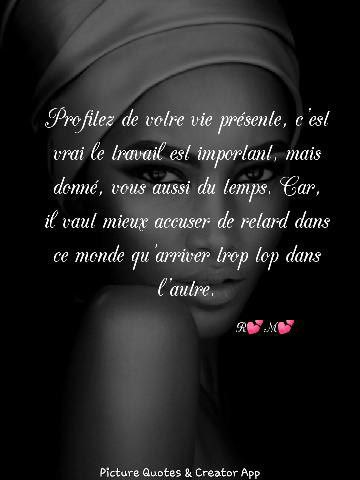 Profitez de votre vie présente, c'est
vrai le travail est important, mais
donné, vous aussi du temps. Car,
il vaut mieux accuser de retard dans
ce monde qu'arriver trop top dans
l'autre.
R💕M💕
Picture Quotes & Creator App